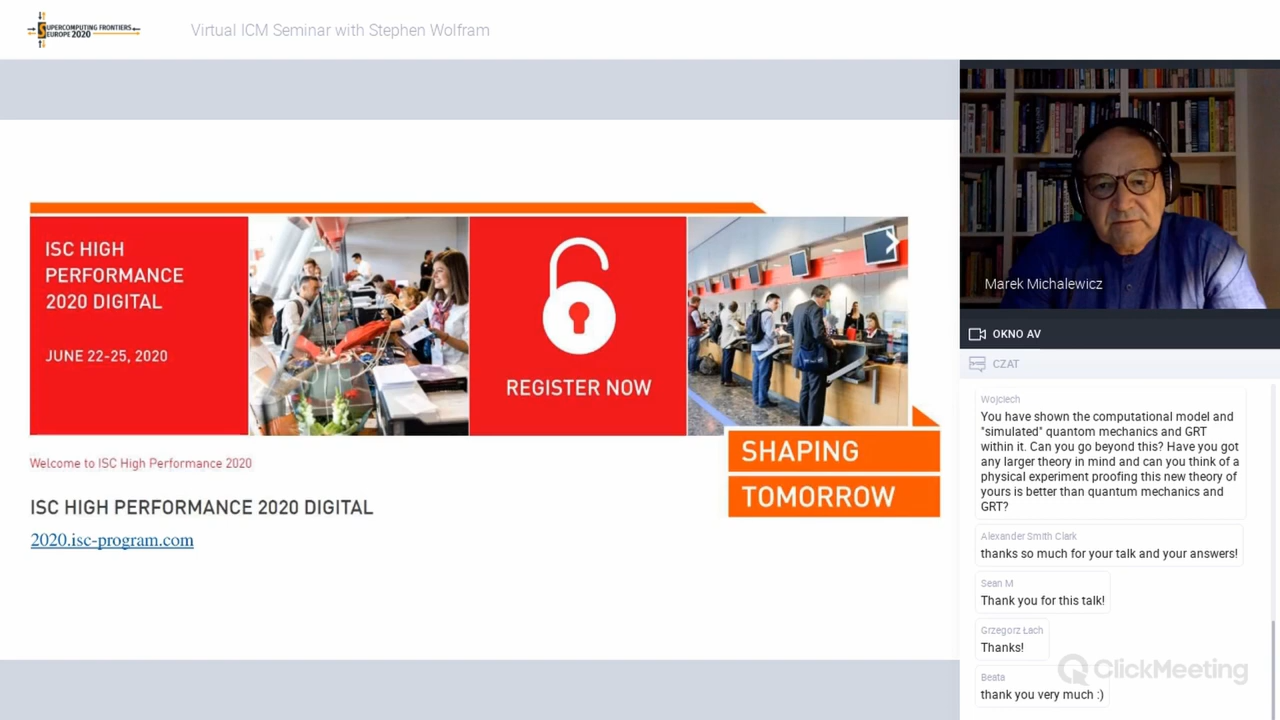 SUPERCOMPUTING FRONTIERS
EUROPE 2020
Virtual ICM Seminar with Stephen Wolfram
ISC HIGH
PERFORMANCE
2020 DIGITAL
JUNE 22-25, 2020
REGISTER NOW
SHAPING
TOMORROW
Welcome to ISC High Performance 2020
ISC HIGH PERFORMANCE 2020 DIGITAL
2020.isc-program.com
Marek Michalewicz
OKNO AV
CZAT
Wojciech
You have shown the computational model and
"simulated" quantom mechanics and GRT
within it. Can you go beyond this? Have you got
any larger theory in mind and can you think of a
physical experiment proofing this new theory of
yours is better than quantum mechanics and
GRT?
Alexander Smith Clark
thanks so much for your talk and your answers!
Sean M
Thank you for this talk!
Grzegorz Łach
Thanks!
Beata
thank you very much :)
ClickMeeting